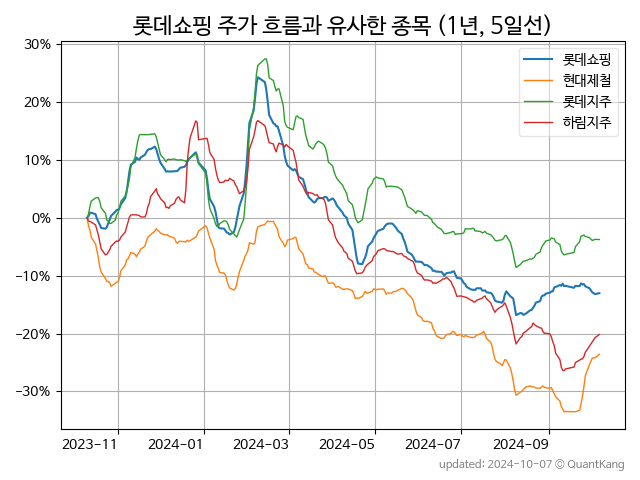 롯데쇼핑 주가 흐름과 유사한 종목 (1년, 5일선)
롯데쇼핑
현대제철
롯데지주
하림지주
30%
20%
10%
0%
−10%
−20%
−30%
2023-11 2024-01 2024-03 2024-05 2024-07 2024-09
updated: 2024-10-07 © QuantKang